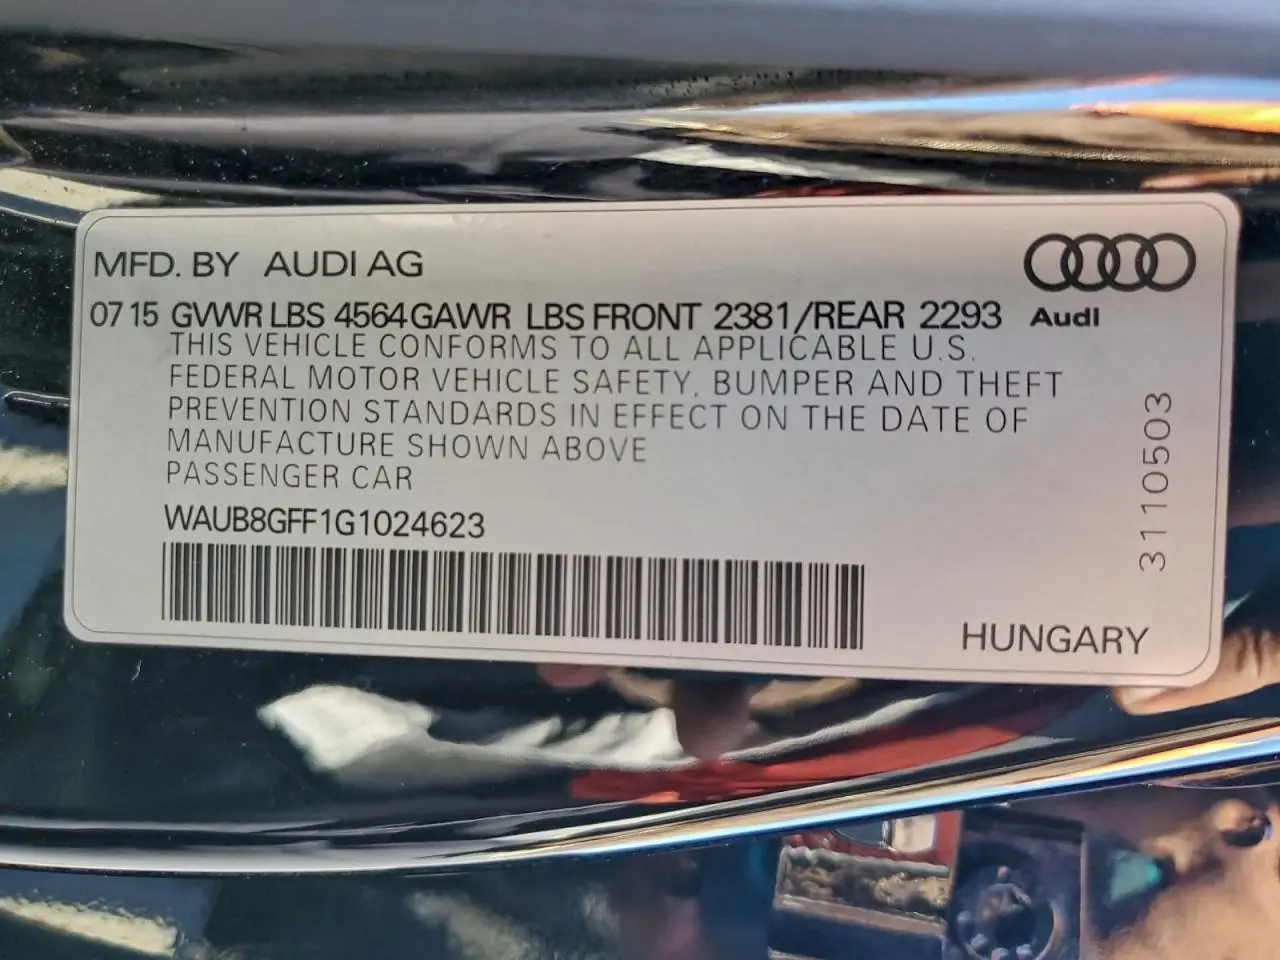 MFD. BY AUDI AG
07 15 GVWR LBS 4564 GAWR LBS FRONT 2381/REAR 2293
Audi
THIS VEHICLE CONFORMS TO ALL APPLICABLE U.S.
FEDERAL MOTOR VEHICLE SAFETY, BUMPER AND THEFT
PREVENTION STANDARDS IN EFFECT ON THE DATE OF
MANUFACTURE SHOWN ABOVE
PASSENGER CAR
WAUB8GFF1G1024623
3110503
HUNGARY